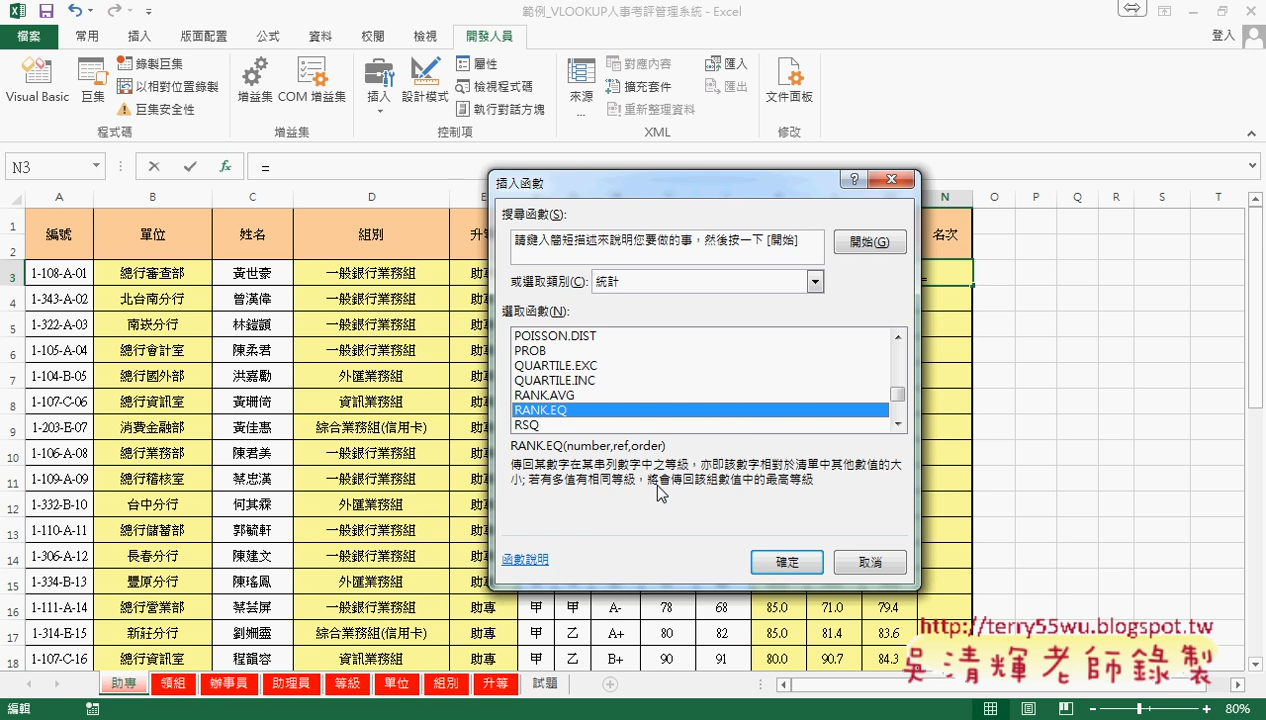 範例_VLOOKUP人事考評管理系統 - Excel
檔案 常用 插入 版面配置 公式 資料 校閱 檢視 開發人員 登入
Visual Basic 巨集 錄製巨集 以相對位置錄製 巨集安全性 程式碼
增益集 COM 增益集 增益集
插入 設計模式 屬性 檢視程式碼 執行對話方塊 控制項
來源... 對應內容 擴充套件 重新整理資料 匯入 匯出 XML
文件面板 修改
N3 fx =
A B C D E N O P Q R S T
編號 單位 姓名 組別 升等 名次
3 1-108-A-01 總行審查部 黃世豪 一般銀行業務組 助專 =
4 1-343-A-02 北台南分行 曾漢偉 一般銀行業務組
5 1-322-A-03 南崁分行 林鎧顗 一般銀行業務組
6 1-105-A-04 總行會計室 陳柔君 一般銀行業務組
7 1-104-B-05 總行國外部 洪嘉勵 外匯業務組
8 1-107-C-06 總行資訊室 黃珊倚 資訊業務組
9 1-203-E-07 消費金融部 黃佳惠 綜合業務組(信用卡)
10 1-106-A-08 總行業務部 陳君美 一般銀行業務組
11 1-109-A-09 總行稽核室 蔡忠漢 一般銀行業務組
12 1-332-B-10 台中分行 何其霖 外匯業務組
13 1-110-A-11 總行儲蓄部 郭毓軒 一般銀行業務組
14 1-306-A-12 長春分行 陳建文 一般銀行業務組
15 1-334-B-13 豐原分行 陳瑤鳳 外匯業務組
16 1-111-A-14 總行營業部 蔡芸屏 一般銀行業務組 助專 甲 甲 A- 78 68 85.0 71.0 79.4
17 1-314-E-15 新莊分行 劉姍靈 綜合業務組(信用卡) 助專 甲 乙 A+ 80 82 85.0 81.4 83.6
18 1-107-C-16 總行資訊室 程韻容 資訊業務組 助專 甲 乙 B+ 90 91 80.0 90.7 84.3
插入函數
搜尋函數(S):
請鍵入簡短描述來說明您要做的事，然後按一下 [開始]
開始(G)
或選取類別(C): 統計
選取函數(N):
POISSON.DIST
PROB
QUARTILE.EXC
QUARTILE.INC
RANK.AVG
RANK.EQ
RSQ
RANK.EQ(number,ref,order)
傳回某數字在某串列數字中之等級，亦即該數字相對於清單中其他數值的大
小; 若有多值有相同等級，將會傳回該組數值中的最高等級
函數說明 確定 取消
http://terry55wu.blogspot.tw
吳清輝老師錄製
助專 領組 辦事員 助理員 等級 單位 組別 升等 試題
編輯 80%